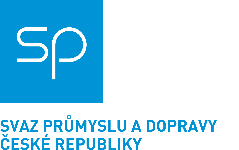 SP
SVAZ PRŮMYSLU A DOPRAVY
ČESKÉ REPUBLIKY